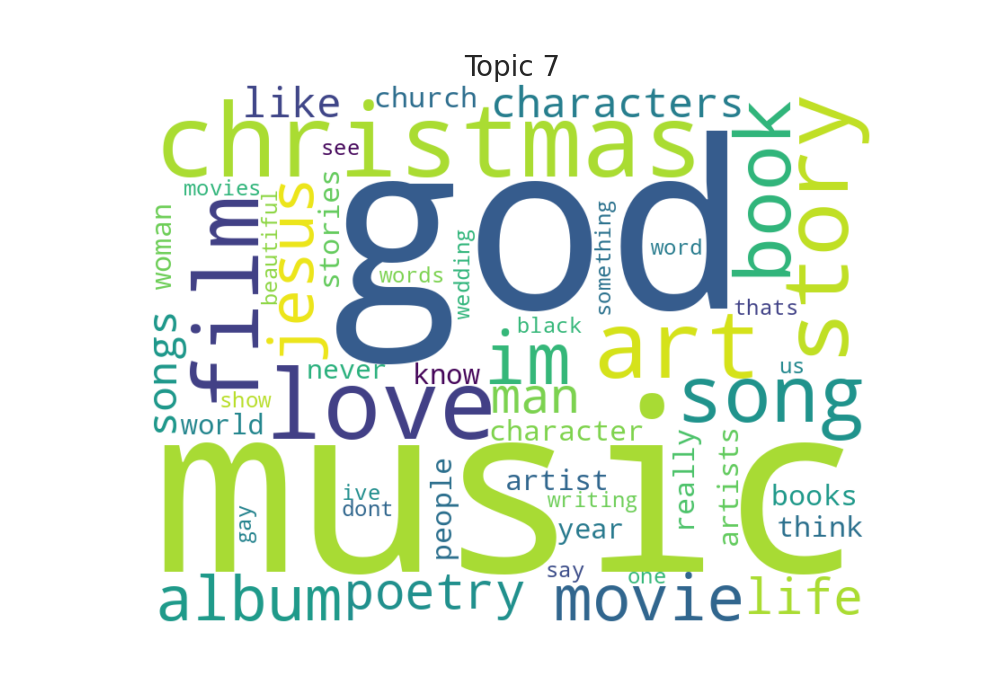 Topic 7
like
church
characters
christmas
see
book
story
god
movies
stories
jesus
film
woman
beautiful
words
wedding
something
word
thats
songs
black
im
art
never
know
us
show
love
man
song
world
character
music
people
artist
writing
really
artists
ive
dont
gay
year
books
think
say
one
album
poetry
movie
life